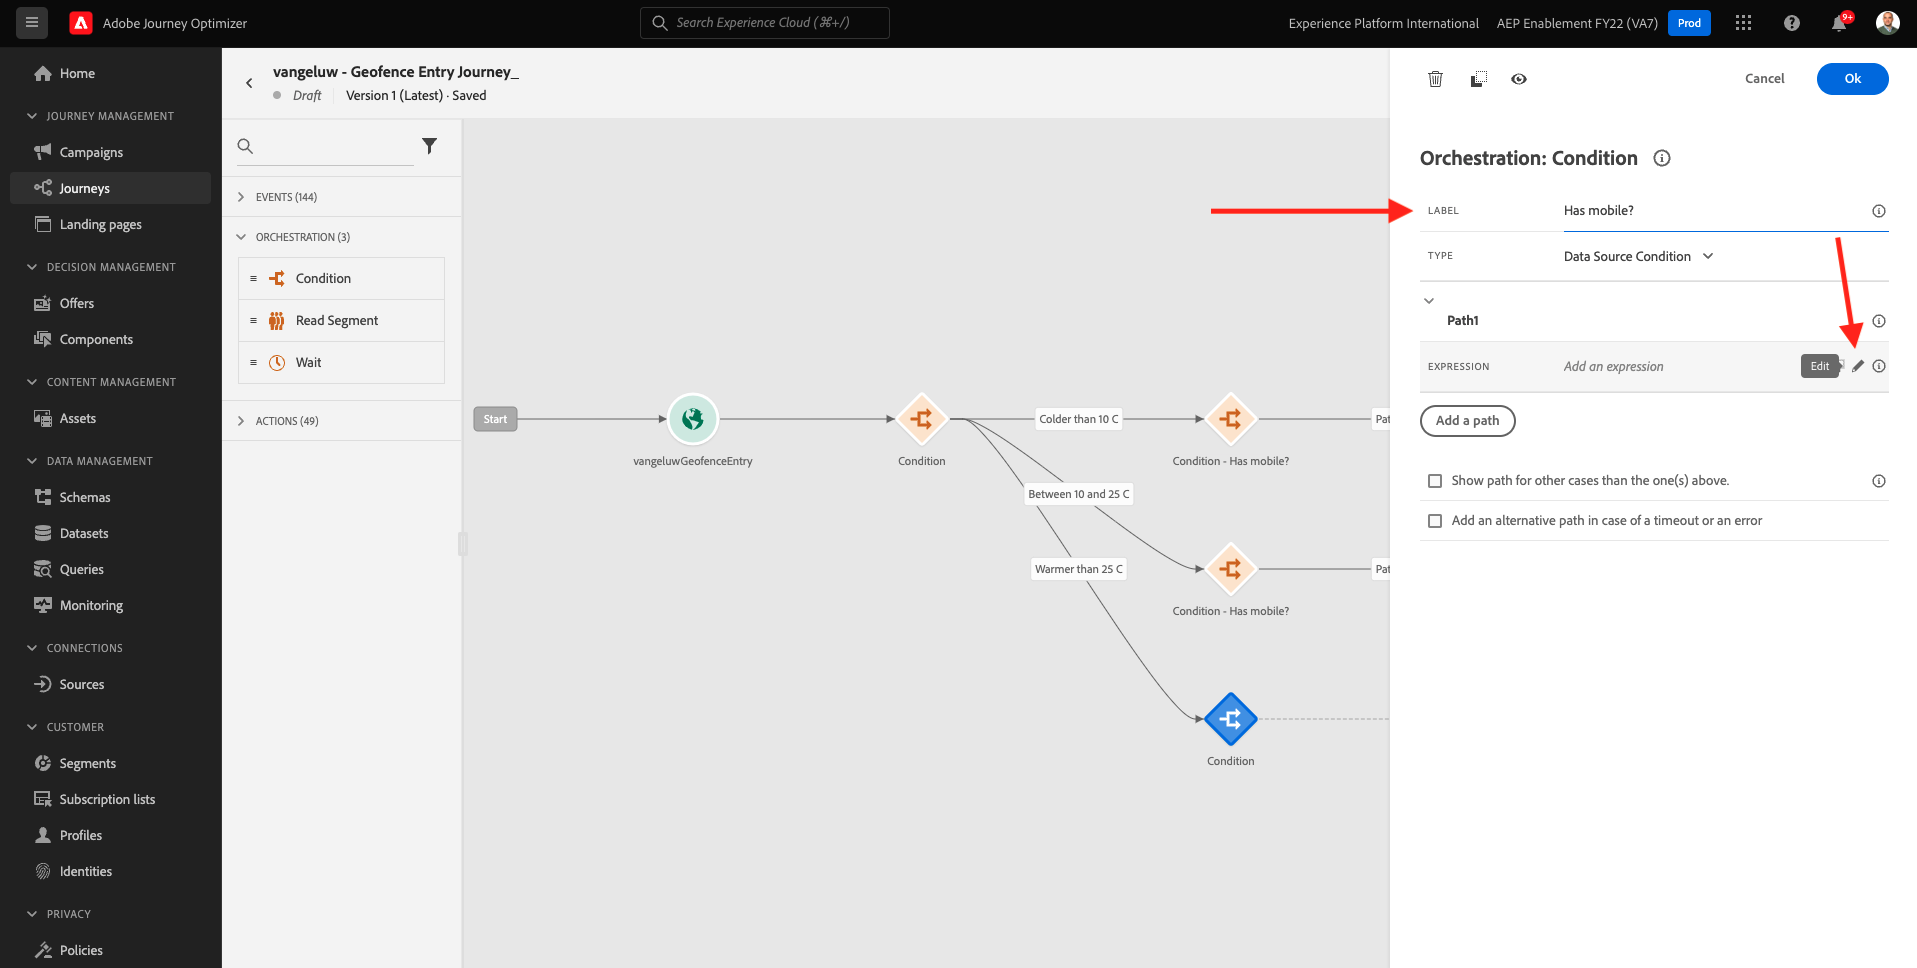 Adobe Journey Optimizer
Search Experience Cloud (⌘+/)
Experience Platform International
AEP Enablement FY22 (VA7)
Prod
9+
Home
JOURNEY MANAGEMENT
Campaigns
Journeys
Landing pages
DECISION MANAGEMENT
Offers
Components
CONTENT MANAGEMENT
Assets
DATA MANAGEMENT
Schemas
Datasets
Queries
Monitoring
CONNECTIONS
Sources
CUSTOMER
Segments
Subscription lists
Profiles
Identities
PRIVACY
Policies
vangeluw - Geofence Entry Journey_
Draft
Version 1 (Latest) · Saved
EVENTS (144)
ORCHESTRATION (3)
Condition
Read Segment
Wait
ACTIONS (49)
Start
vangeluwGeofenceEntry
Condition
Colder than 10 C
Condition - Has mobile?
Pat
Between 10 and 25 C
Warmer than 25 C
Condition - Has mobile?
Pat
Condition
Cancel
Ok
Orchestration: Condition
LABEL
Has mobile?
TYPE
Data Source Condition
Path1
EXPRESSION
Add an expression
Edit
Add a path
Show path for other cases than the one(s) above.
Add an alternative path in case of a timeout or an error